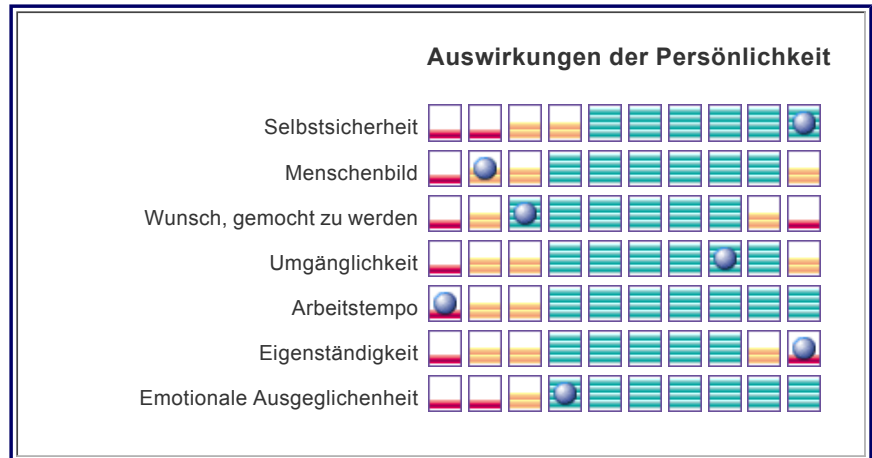 Auswirkungen der Persönlichkeit
Selbstsicherheit
Menschenbild
Wunsch, gemocht zu werden
Umgänglichkeit
Arbeitstempo
Eigenständigkeit
Emotionale Ausgeglichenheit